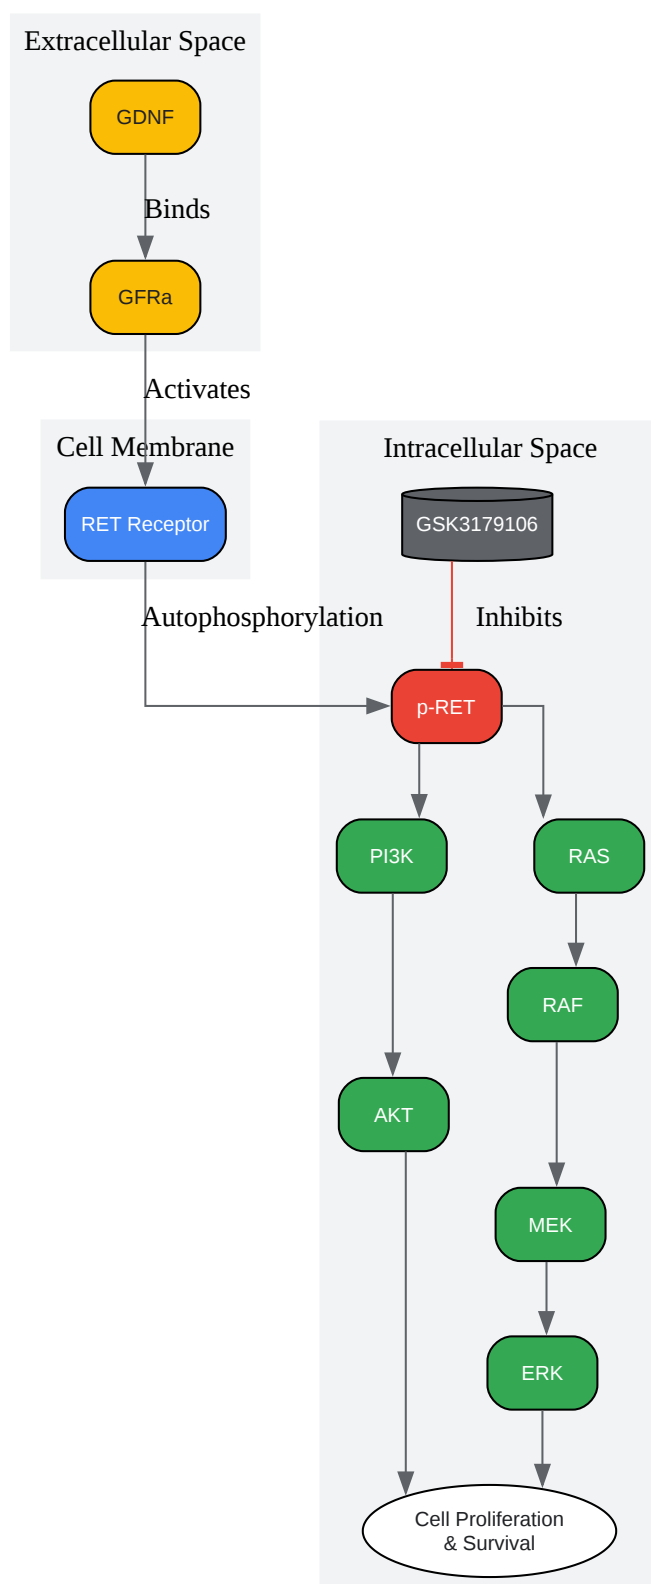 Extracellular Space
GDNF
Binds
GFRa
Activates
Cell Membrane
Intracellular Space
RET Receptor
GSK3179106
Autophosphorylation
Inhibits
p-RET
PI3K
RAS
RAF
AKT
MEK
ERK
Cell Proliferation
& Survival